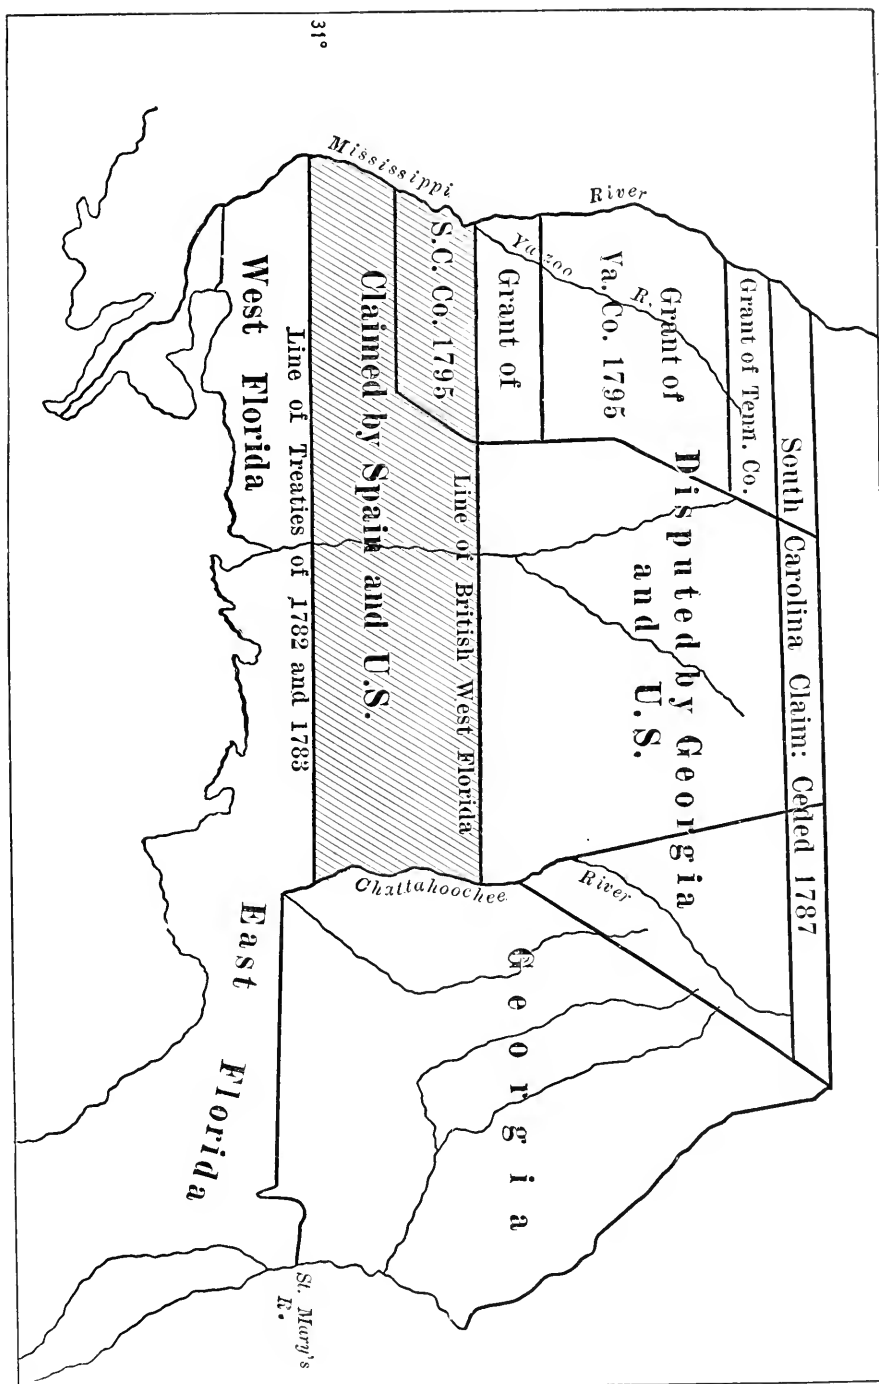 South Carolina Claim: Ceded 1787
Grant of Tenn. Co.
River
Grant of
Va. Co. 1795
Disputed by Georgia
and U.S.
River
Yazoo R.
Grant of
S.C. Co. 1795
Georgia
Line of British West Florida
Mississippi
Chattahoochee
Claimed by Spain and U.S.
31°
Line of Treaties of 1782 and 1783
St. Mary's
R.
West Florida
East Florida